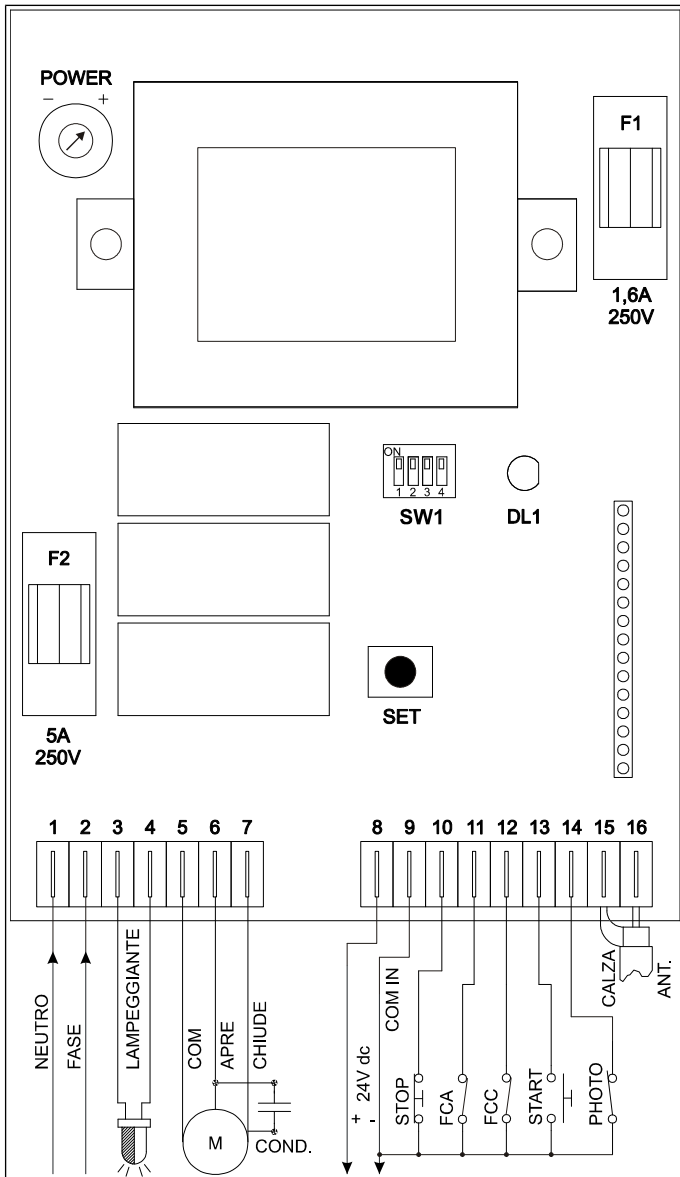 POWER
− +
F1
1,6A
250V
ON
1 2 3 4
SW1
DL1
F2
5A
250V
SET
1 2 3 4 5 6 7
8 9 10 11 12 13 14 15 16
NEUTRO
FASE
LAMPEGGIANTE
COM
APRE
CHIUDE
M
COND.
+ 24V dc -
COM IN
STOP
FCA
FCC
START
PHOTO
CALZA
ANT.